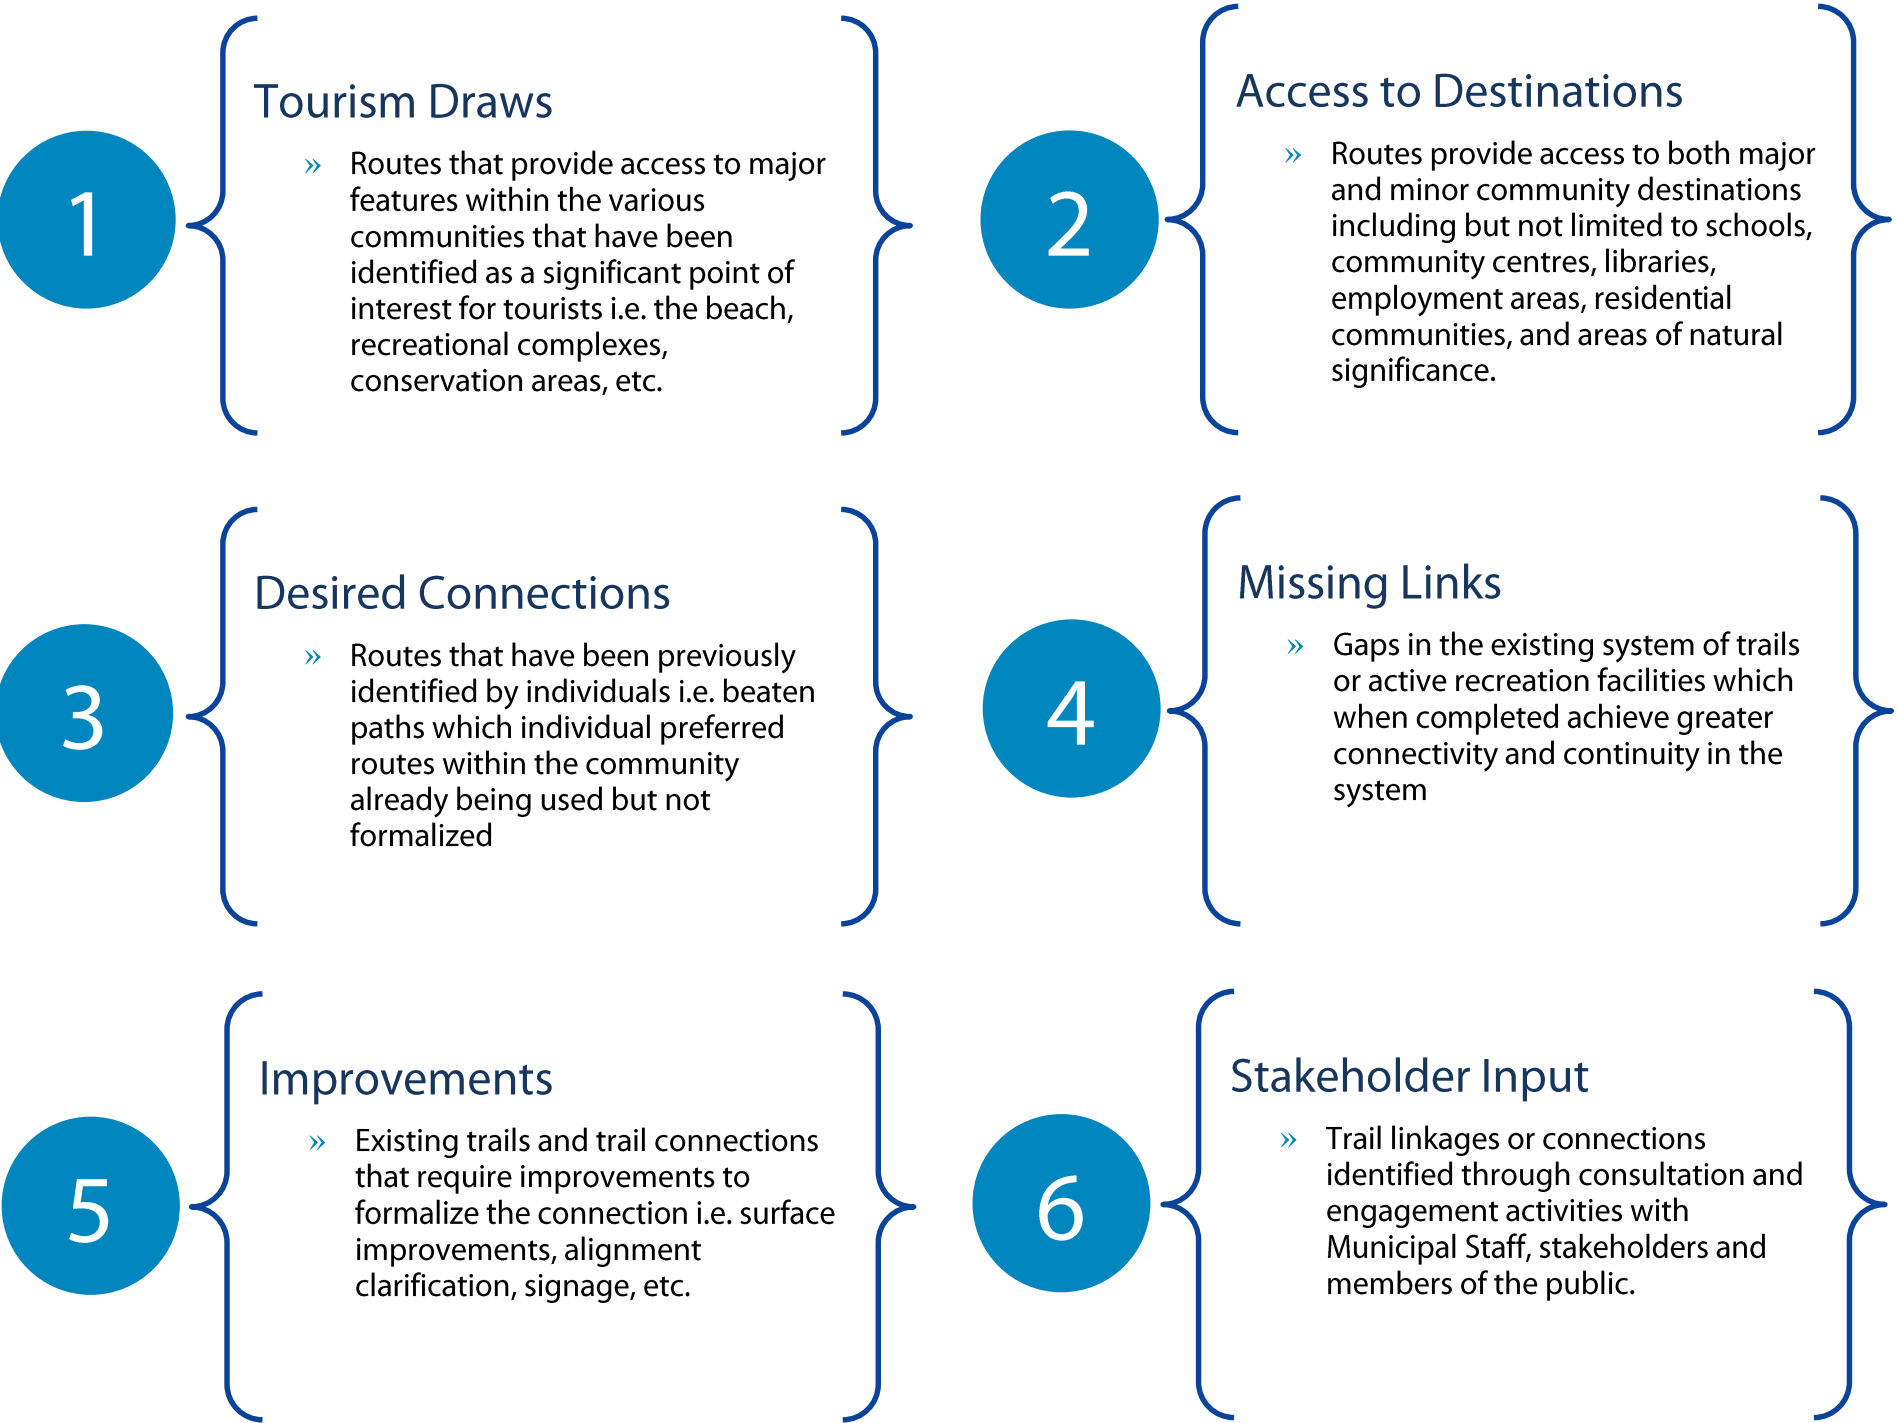 1
Tourism Draws
» Routes that provide access to major
features within the various
communities that have been
identified as a significant point of
interest for tourists i.e. the beach,
recreational complexes,
conservation areas, etc.
2
Access to Destinations
» Routes provide access to both major
and minor community destinations
including but not limited to schools,
community centres, libraries,
employment areas, residential
communities, and areas of natural
significance.
3
Desired Connections
» Routes that have been previously
identified by individuals i.e. beaten
paths which individual preferred
routes within the community
already being used but not
formalized
4
Missing Links
» Gaps in the existing system of trails
or active recreation facilities which
when completed achieve greater
connectivity and continuity in the
system
5
Improvements
» Existing trails and trail connections
that require improvements to
formalize the connection i.e. surface
improvements, alignment
clarification, signage, etc.
6
Stakeholder Input
» Trail linkages or connections
identified through consultation and
engagement activities with
Municipal Staff, stakeholders and
members of the public.